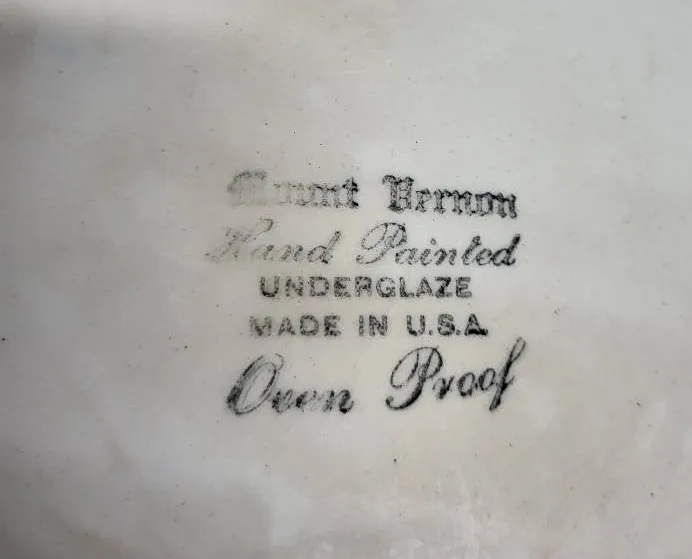 Mount Vernon
Hand Painted
UNDERGLAZE
MADE IN U.S.A.
Oven Proof